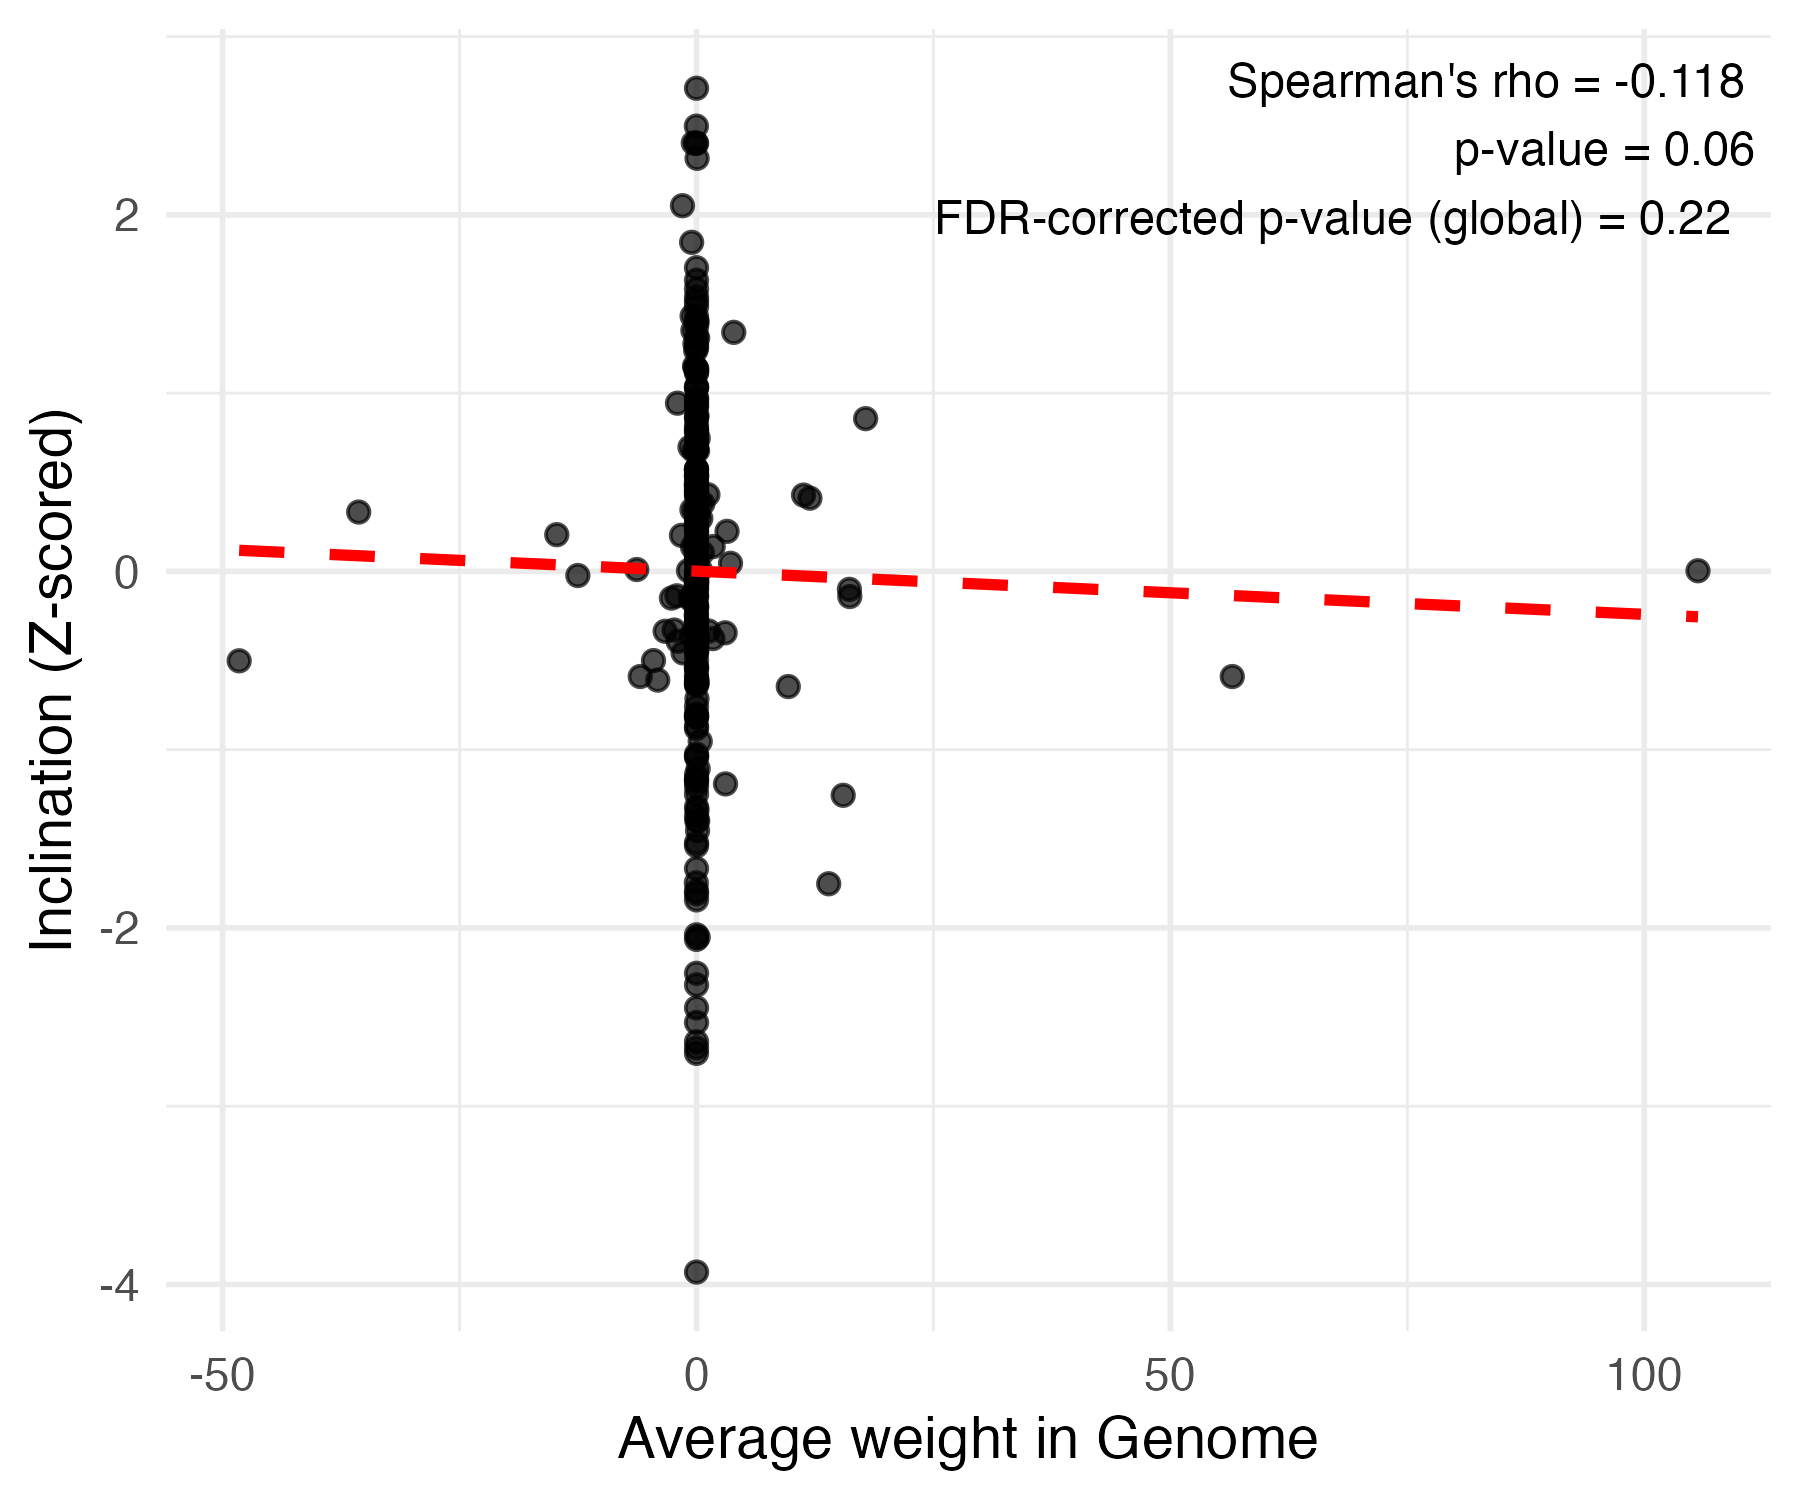 Spearman's rho = -0.118
p-value = 0.06
FDR-corrected p-value (global) = 0.22
2
0
-2
-4
Inclination (Z-scored)
-50 0 50 100
Average weight in Genome